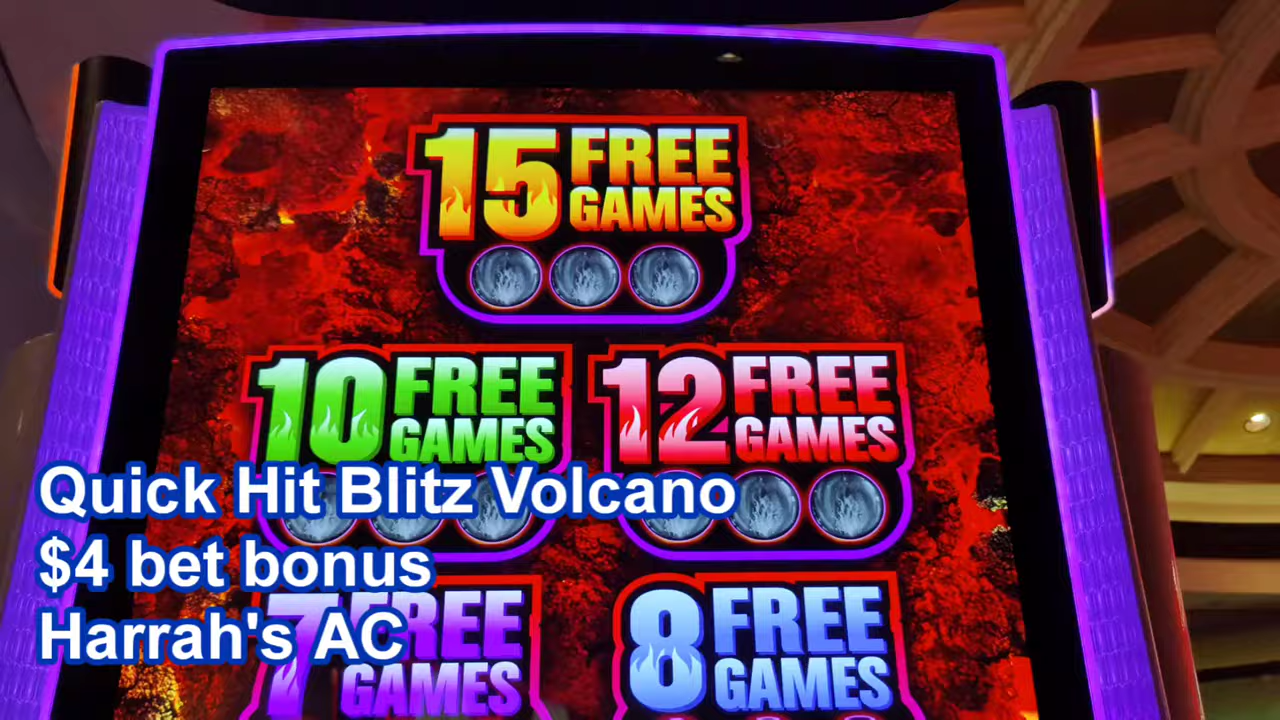 15 FREE
GAMES
10 FREE
GAMES
12 FREE
GAMES
Quick Hit Blitz Volcano
$4 bet bonus
Harrah's AC
7 FREE
GAMES
8 FREE
GAMES